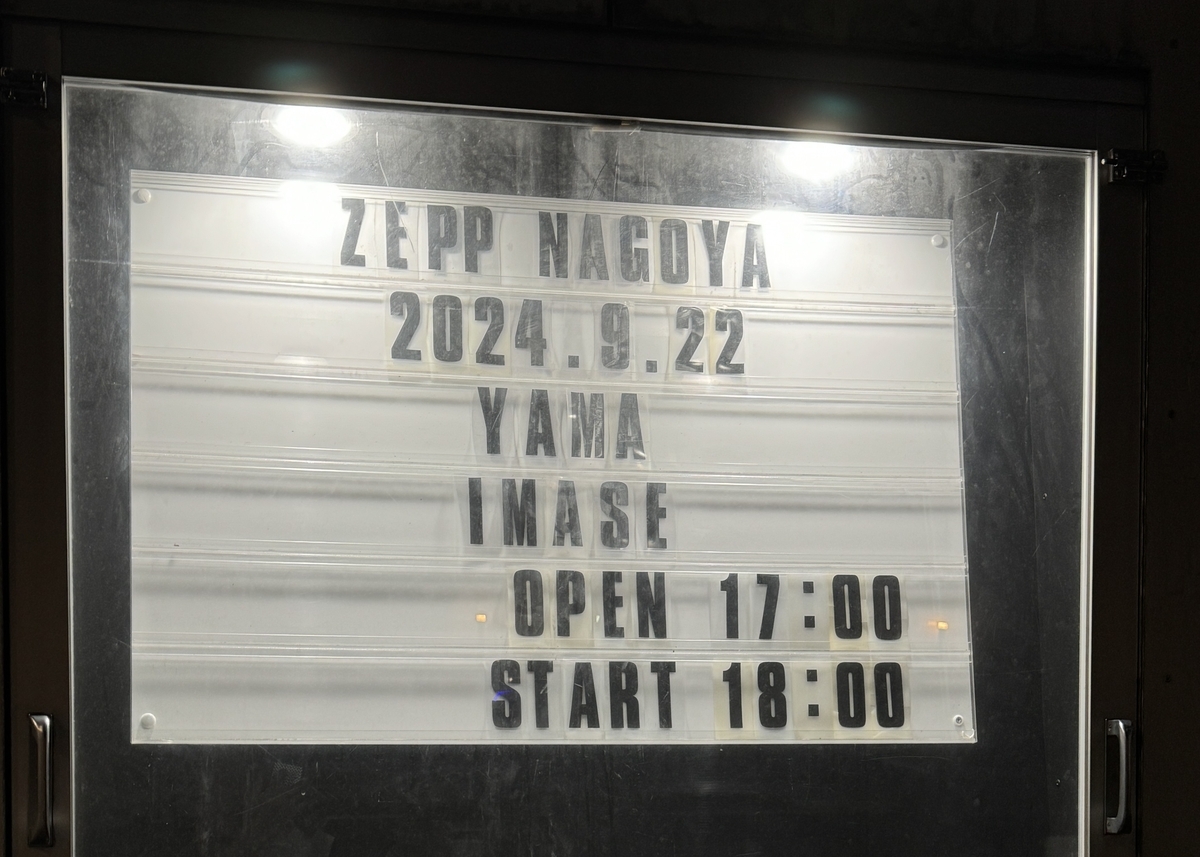 ZEPP NAGOYA
2024.9.22
YAMA
IMASE
OPEN 17:00
START 18:00